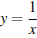 y = 1/x